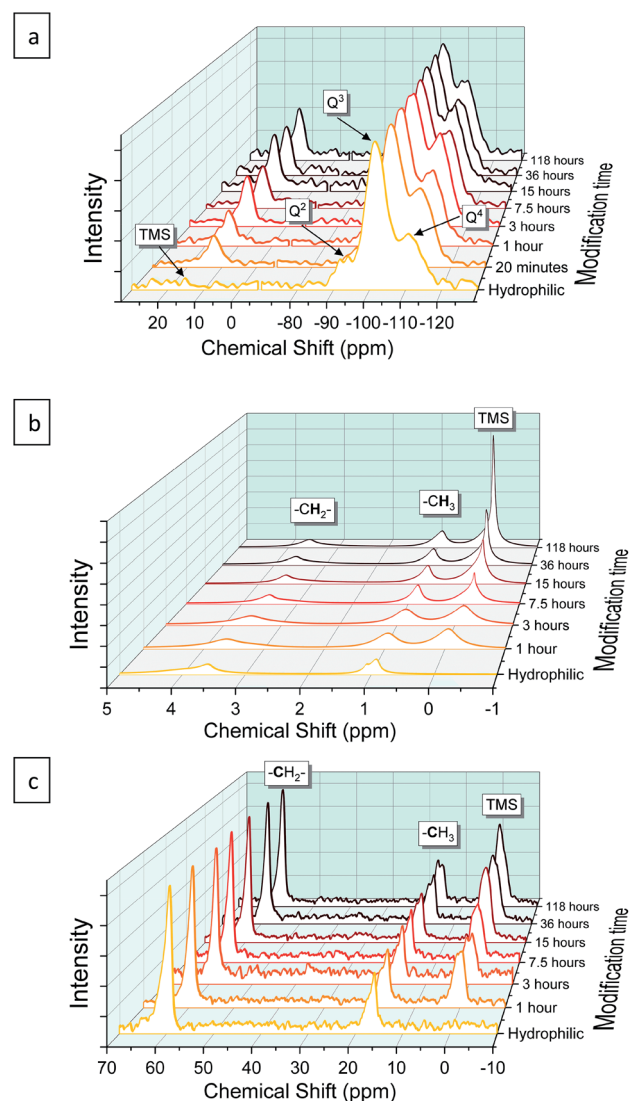 a
Q³
Q²
Q⁴
TMS
Intensity
118 hours
36 hours
15 hours
7.5 hours
3 hours
1 hour
20 minutes
Hydrophilic
Modification time
20 10 0 -80 -90 -100 -110 -120
Chemical Shift (ppm)
b
TMS
-CH₂-
-CH₃
Intensity
118 hours
36 hours
15 hours
7.5 hours
3 hours
1 hour
Hydrophilic
Modification time
5 4 3 2 1 0 -1
Chemical Shift (ppm)
c
-CH₂-
-CH₃
TMS
Intensity
118 hours
36 hours
15 hours
7.5 hours
3 hours
1 hour
Hydrophilic
Modification time
70 60 50 40 30 20 10 0 -10
Chemical Shift (ppm)